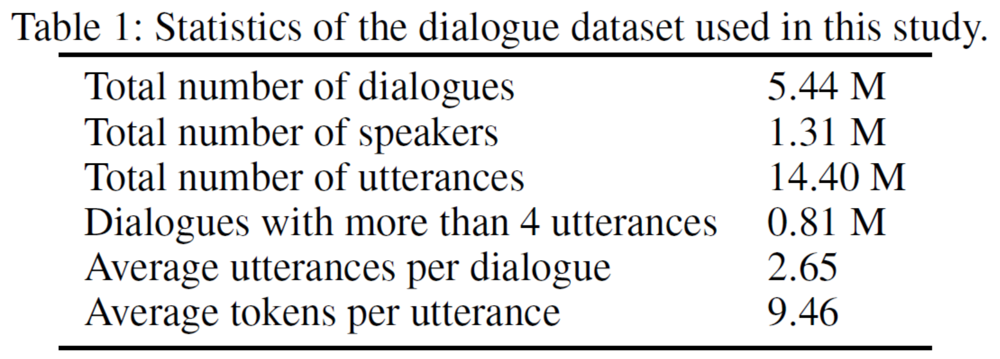 Table 1: Statistics of the dialogue dataset used in this study.
Total number of dialogues 5.44 M
Total number of speakers 1.31 M
Total number of utterances 14.40 M
Dialogues with more than 4 utterances 0.81 M
Average utterances per dialogue 2.65
Average tokens per utterance 9.46